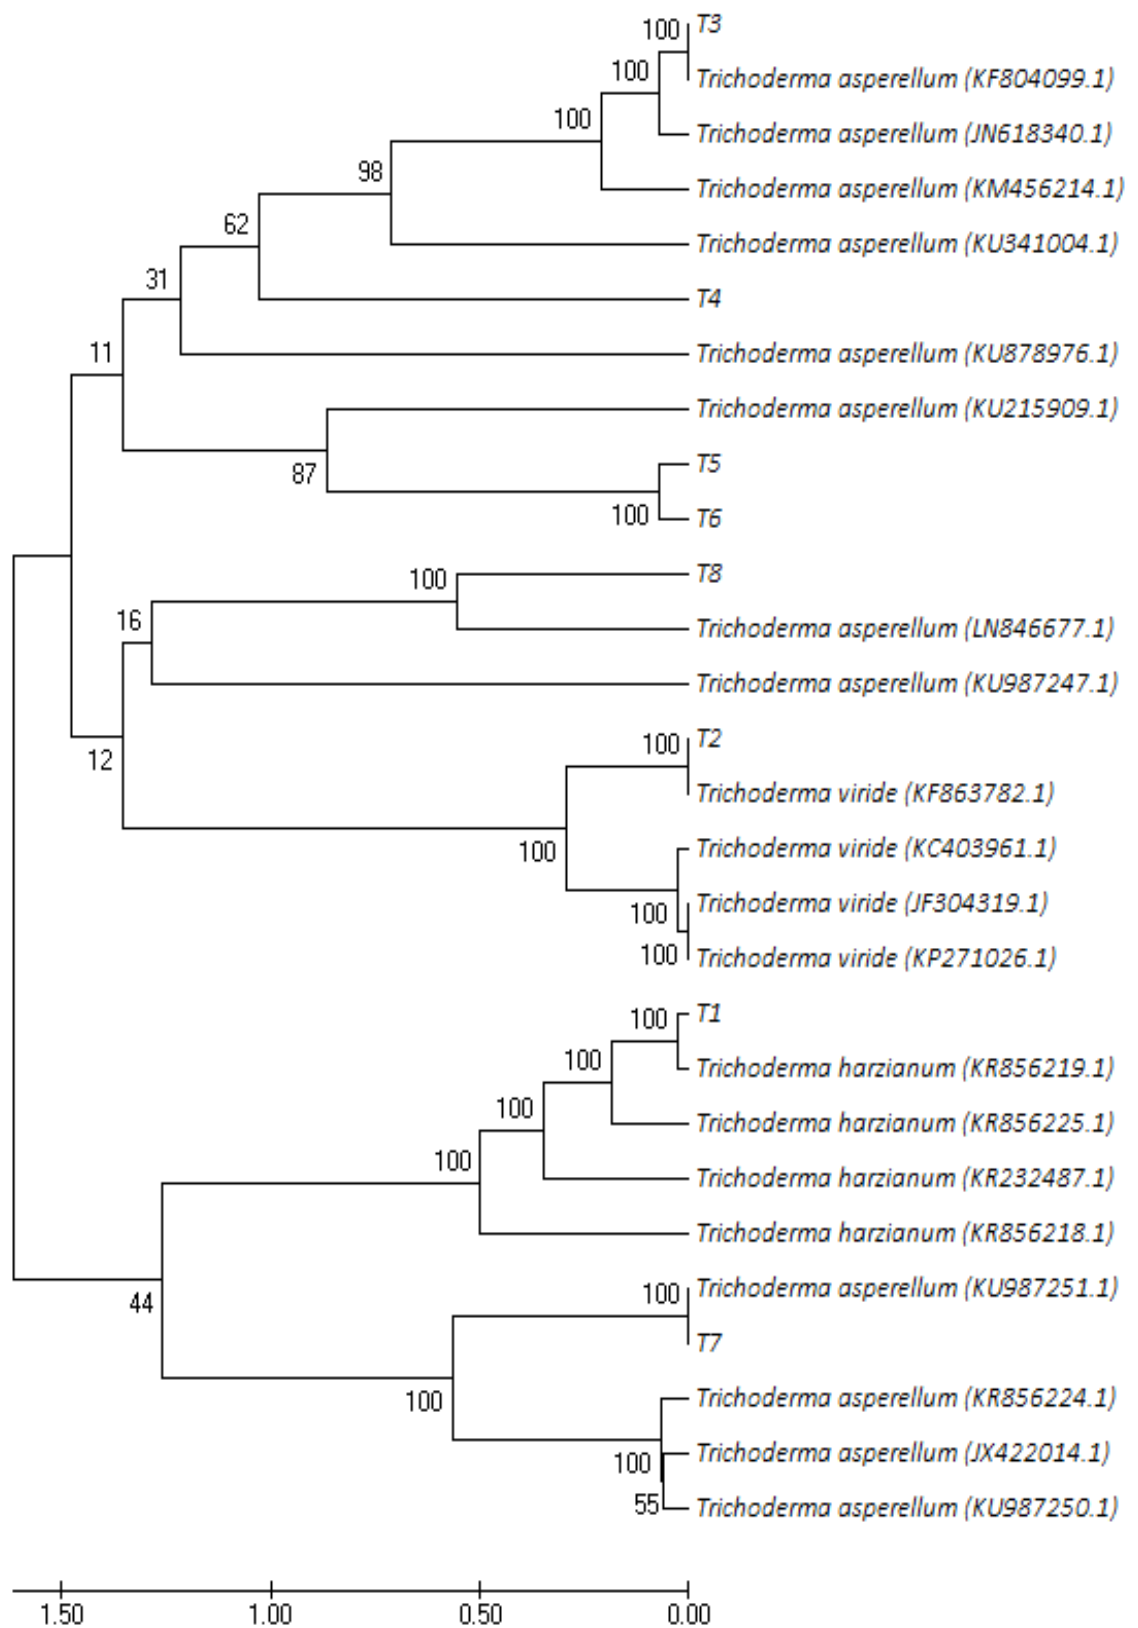 100 T3
100 Trichoderma asperellum (KF804099.1)
100 Trichoderma asperellum (JN618340.1)
98 Trichoderma asperellum (KM456214.1)
62 Trichoderma asperellum (KU341004.1)
31 T4
11 Trichoderma asperellum (KU878976.1)
Trichoderma asperellum (KU215909.1)
87 T5
100 T6
100 T8
16 Trichoderma asperellum (LN846677.1)
Trichoderma asperellum (KU987247.1)
12 100 T2
Trichoderma viride (KF863782.1)
100 Trichoderma viride (KC403961.1)
100 Trichoderma viride (JF304319.1)
100 Trichoderma viride (KP271026.1)
100 T1
100 Trichoderma harzianum (KR856219.1)
100 Trichoderma harzianum (KR856225.1)
100 Trichoderma harzianum (KR232487.1)
Trichoderma harzianum (KR856218.1)
44 100 Trichoderma asperellum (KU987251.1)
T7
100 Trichoderma asperellum (KR856224.1)
100 Trichoderma asperellum (JX422014.1)
55 Trichoderma asperellum (KU987250.1)
1.50 1.00 0.50 0.00